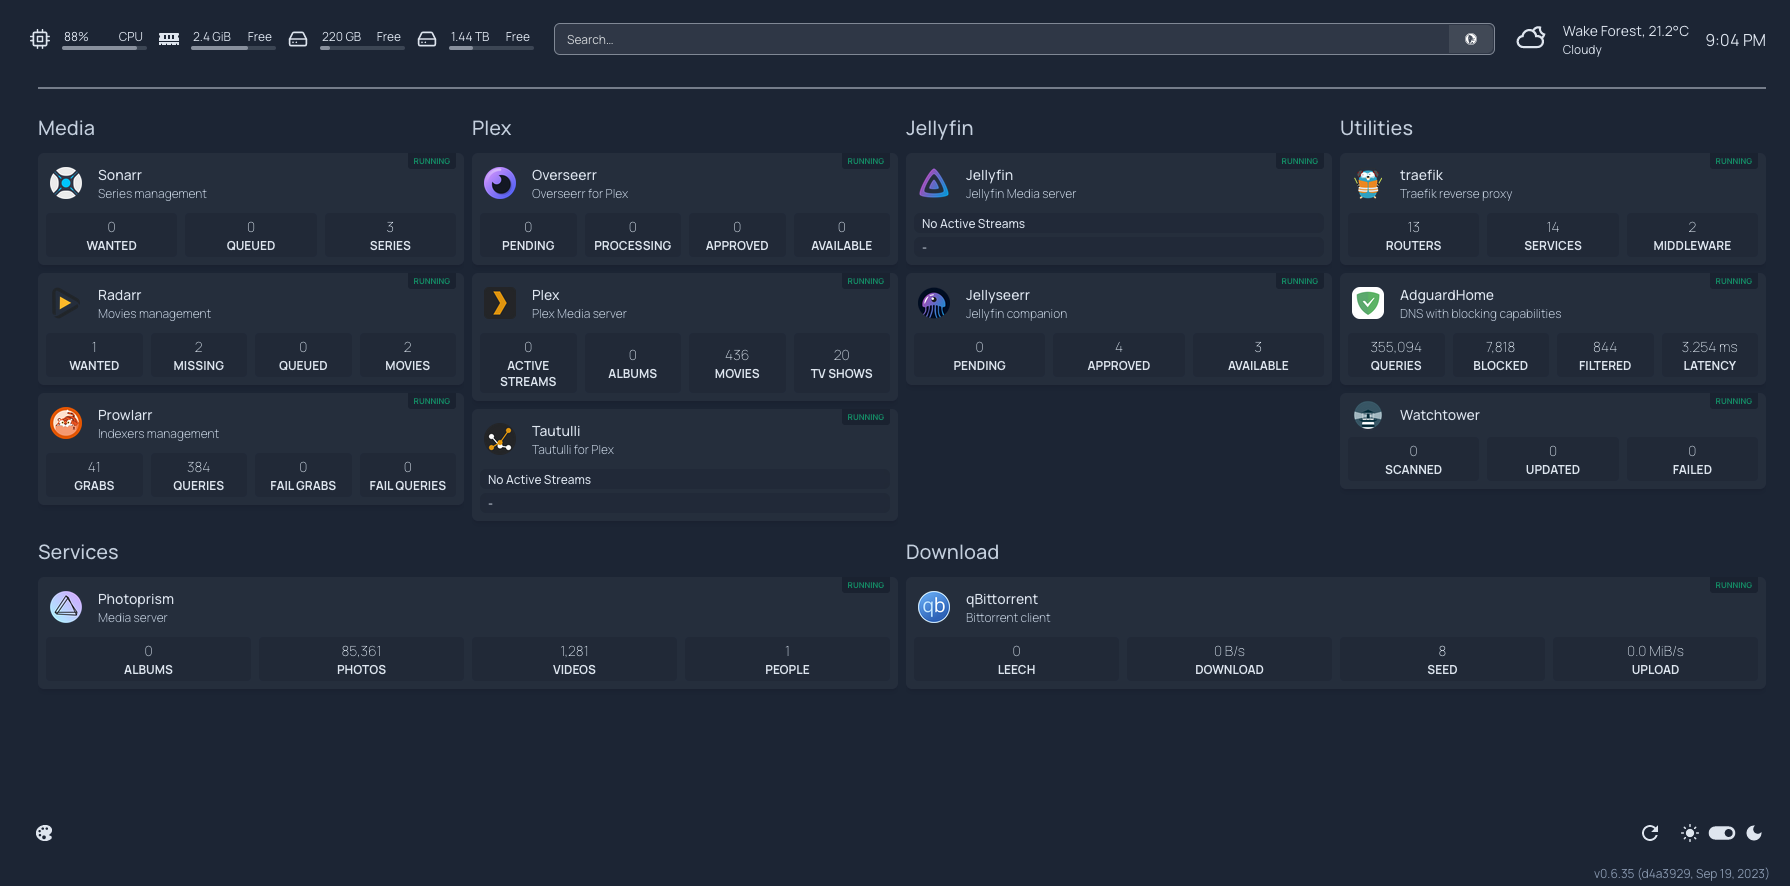 88% CPU
2.4 GiB Free
220 GB Free
1.44 TB Free
Search...
Wake Forest, 21.2°C
Cloudy
9:04 PM
Media
RUNNING
Sonarr
Series management
0 0 3
WANTED QUEUED SERIES
RUNNING
Radarr
Movies management
1 2 0 2
WANTED MISSING QUEUED MOVIES
RUNNING
Prowlarr
Indexers management
41 384 0 0
GRABS QUERIES FAIL GRABS FAIL QUERIES
Plex
RUNNING
Overseerr
Overseerr for Plex
0 0 0 0
PENDING PROCESSING APPROVED AVAILABLE
RUNNING
Plex
Plex Media server
0 0 436 20
ACTIVE STREAMS ALBUMS MOVIES TV SHOWS
RUNNING
Tautulli
Tautulli for Plex
No Active Streams
-
Jellyfin
RUNNING
Jellyfin
Jellyfin Media server
No Active Streams
-
RUNNING
Jellyseerr
Jellyfin companion
0 4 3
PENDING APPROVED AVAILABLE
Utilities
RUNNING
traefik
Traefik reverse proxy
13 14 2
ROUTERS SERVICES MIDDLEWARE
RUNNING
AdguardHome
DNS with blocking capabilities
355,094 7,818 844 3.254 ms
QUERIES BLOCKED FILTERED LATENCY
RUNNING
Watchtower
0 0 0
SCANNED UPDATED FAILED
Services
RUNNING
Photoprism
Media server
0 85,361 1,281 1
ALBUMS PHOTOS VIDEOS PEOPLE
Download
RUNNING
qb
qBittorrent
Bittorrent client
0 0 B/s 8 0.0 MiB/s
LEECH DOWNLOAD SEED UPLOAD
v0.6.35 (d4a3929, Sep 19, 2023)